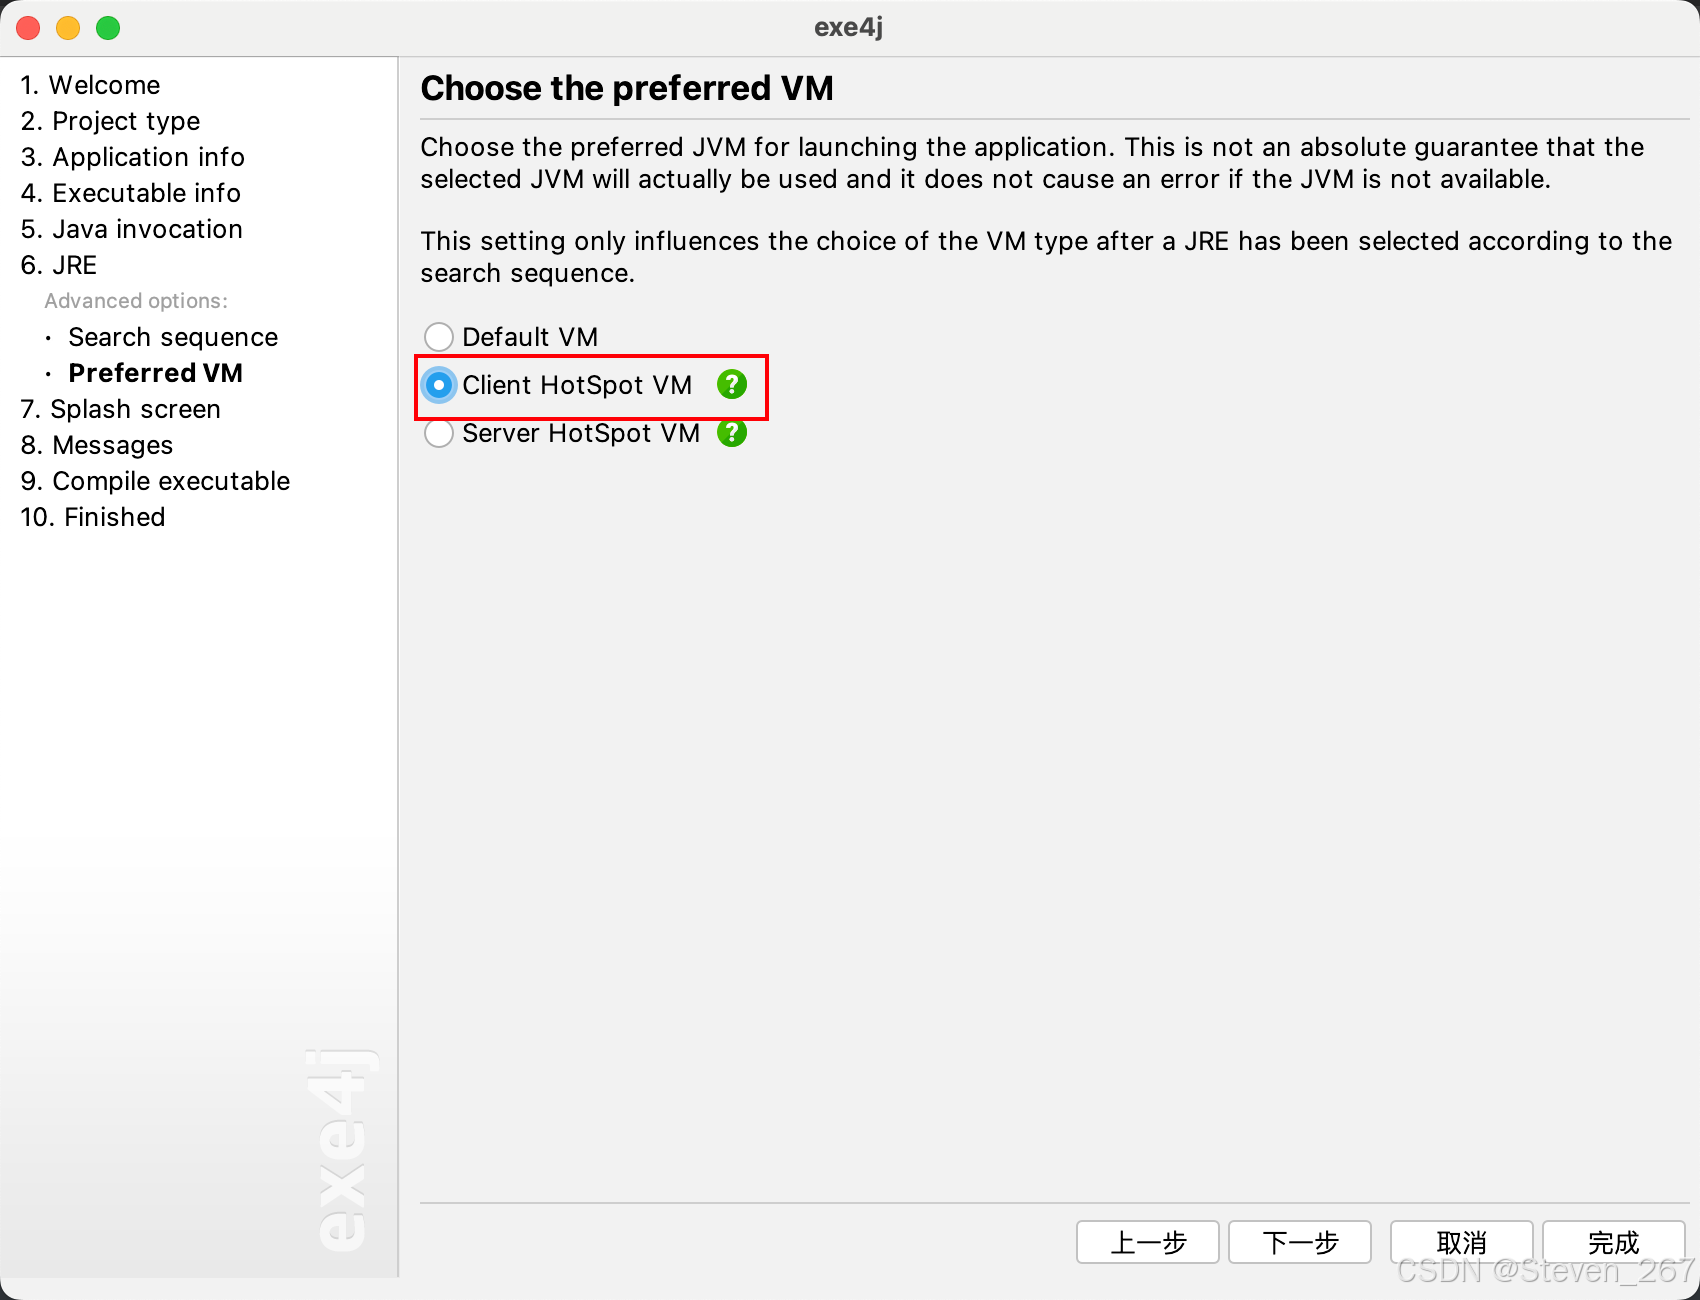 exe4j
1. Welcome
2. Project type
3. Application info
4. Executable info
5. Java invocation
6. JRE
Advanced options:
· Search sequence
· Preferred VM
7. Splash screen
8. Messages
9. Compile executable
10. Finished
exe4j
Choose the preferred VM
Choose the preferred JVM for launching the application. This is not an absolute guarantee that the
selected JVM will actually be used and it does not cause an error if the JVM is not available.
This setting only influences the choice of the VM type after a JRE has been selected according to the
search sequence.
Default VM
Client HotSpot VM ?
Server HotSpot VM ?
上一步 下一步 取消 完成
CSDN @Steven_267